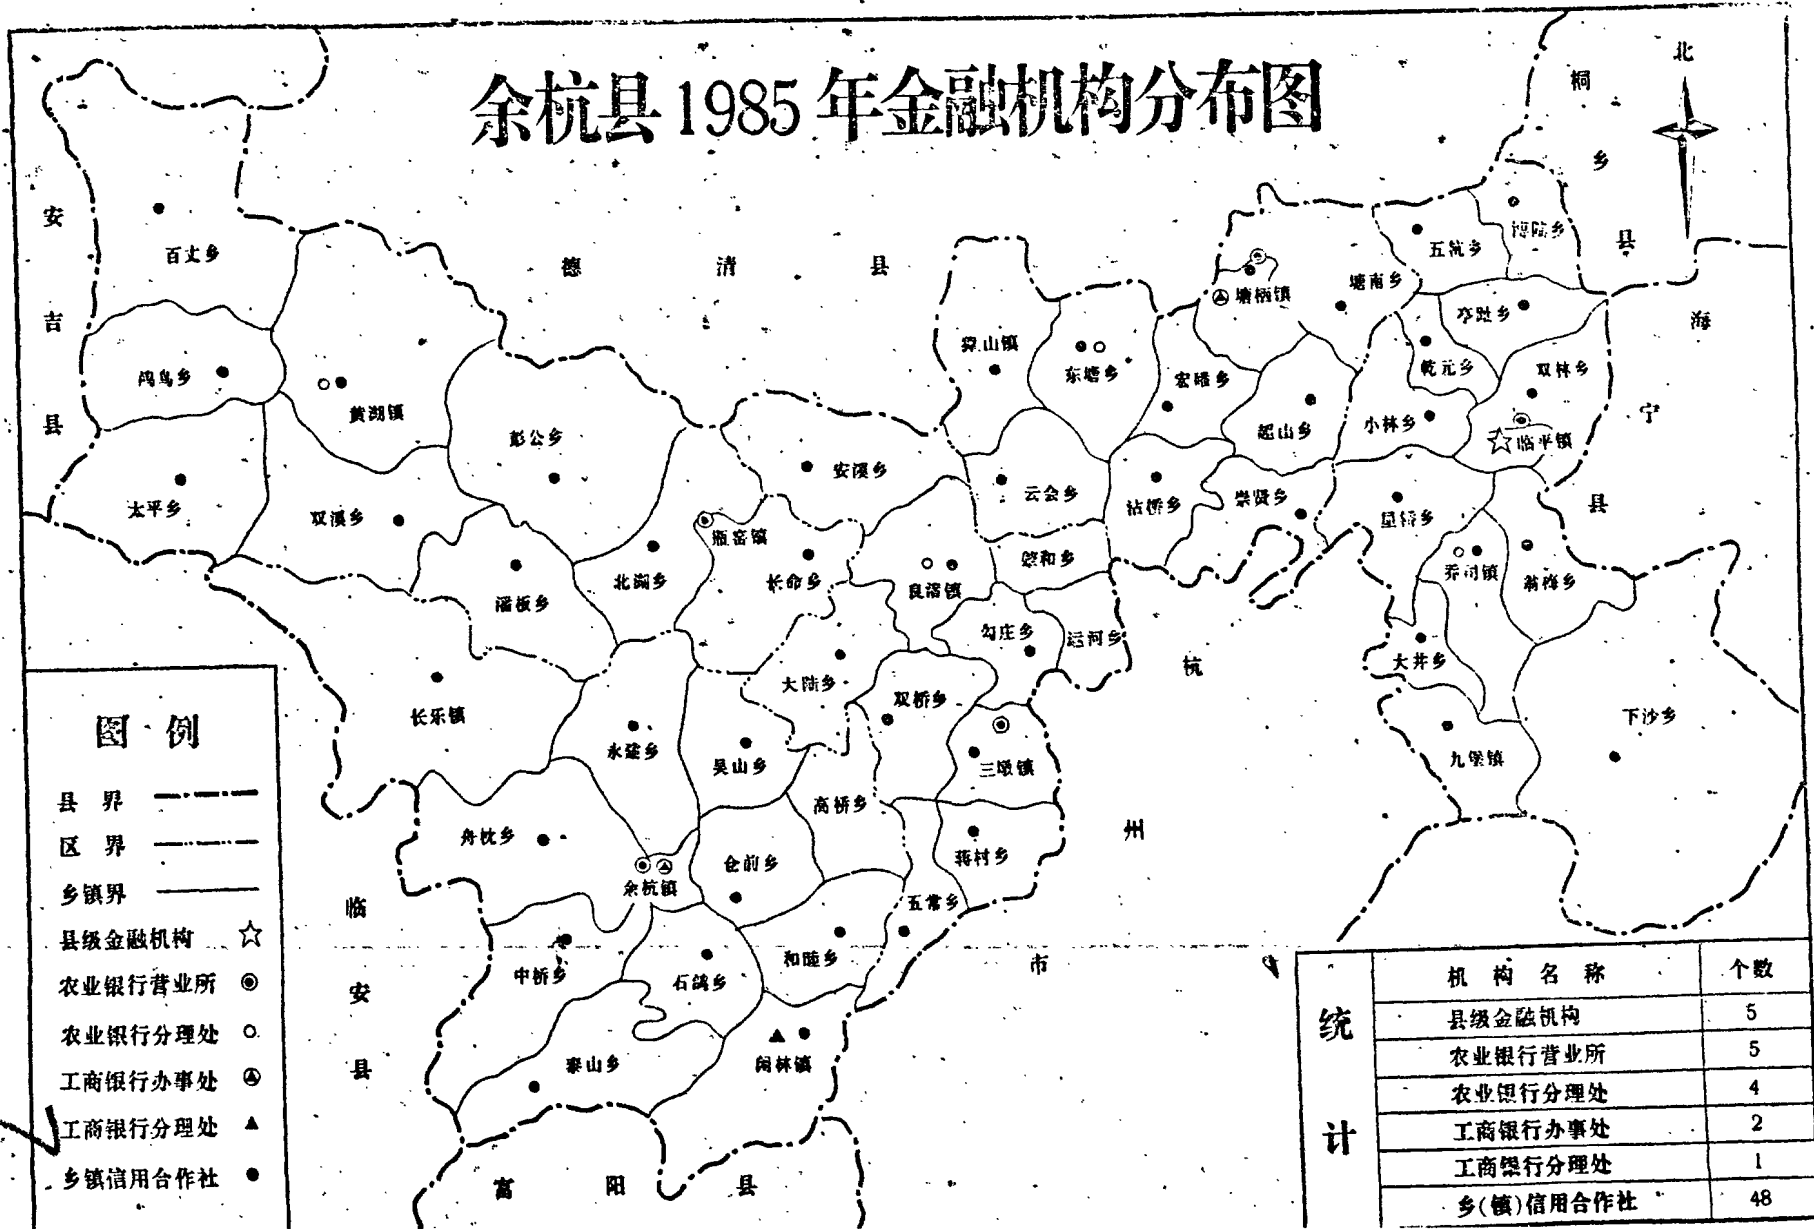 余杭县1985年金融机构分布图
北
桐
乡
县
安
吉
县
德 清 县
海
宁
县
杭
州
市
临
安
县
富 阳 县
百丈乡
鸬鸟乡
黄湖镇
太平乡
双溪乡
彭公乡
潘板乡
北湖乡
瓶窑镇
安溪乡
长命乡
良渚镇
大陆乡
长乐镇
永建乡
吴山乡
双桥乡
勾庄乡
运河乡
三墩镇
高桥乡
舟枕乡
余杭镇
仓前乡
蒋村乡
五常乡
和睦乡
中桥乡
石鸽乡
泰山乡
闲林镇
东塘乡
云会乡
沾桥乡
崇贤乡
超山乡
塘栖镇
塘南乡
五杭乡
博陆乡
亭趾乡
乾元乡
双林乡
小林乡
临平镇
星桥乡
乔司镇
翁梅乡
大井乡
九堡镇
下沙乡
图 例
县 界
区 界
乡镇界
县级金融机构
农业银行营业所
农业银行分理处
工商银行办事处
工商银行分理处
乡镇信用合作社
统
计
机 构 名 称 个数
县级金融机构 5
农业银行营业所 5
农业银行分理处 4
工商银行办事处 2
工商银行分理处 1
乡(镇)信用合作社 48